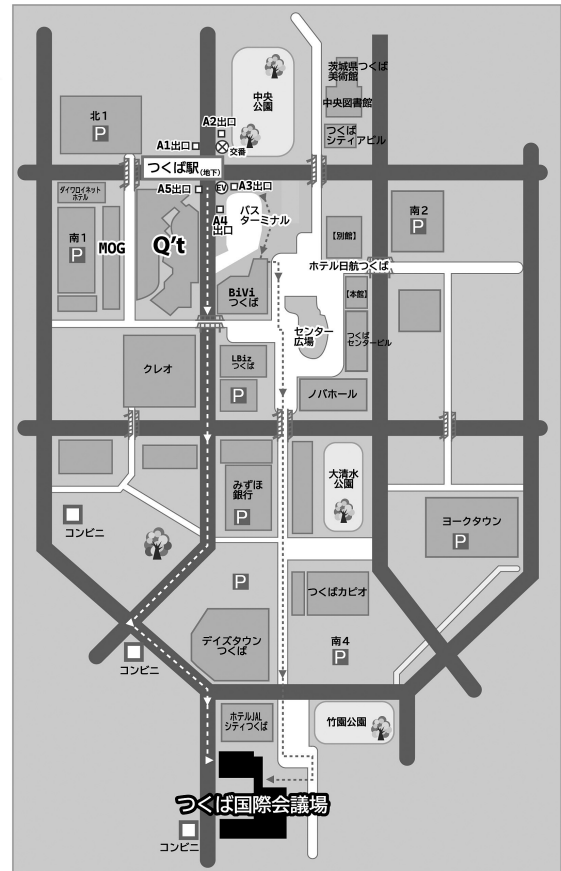 茨城県つくば
美術館
中央図書館
つくば
シティアビル
中央
公園
北1
P
A2出口
A1出口
交番
つくば駅(地下)
A5出口
EV
A3出口
A4
出口
バス
ターミナル
ダイワロイネット
ホテル
南1
P
MOG
Q't
南2
P
【別館】
ホテル日航つくば
BiVi
つくば
【本館】
センター
広場
つくば
センタービル
クレオ
LBiz
つくば
P
ノバホール
みずほ
銀行
P
大清水
公園
ヨークタウン
P
コンビニ
P
つくばカピオ
デイズタウン
つくば
南4
P
コンビニ
ホテルJAL
シティつくば
竹園公園
つくば国際会議場
コンビニ